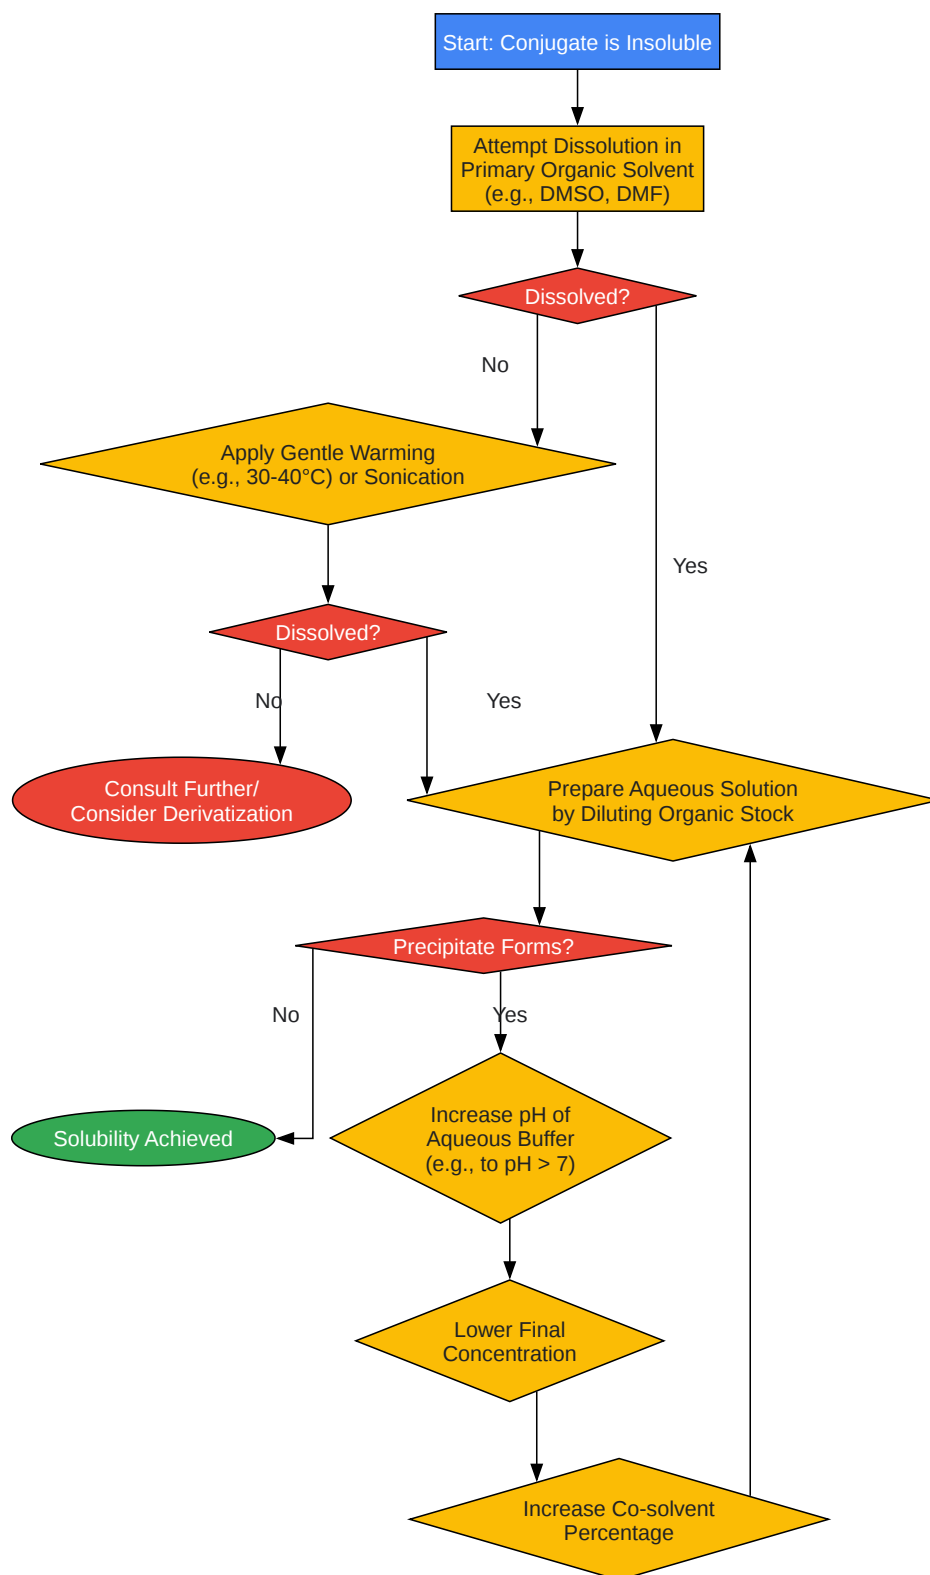 Start: Conjugate is Insoluble
Attempt Dissolution in
Primary Organic Solvent
(e.g., DMSO, DMF)
Dissolved?
No
Apply Gentle Warming
(e.g., 30-40°C) or Sonication
Yes
Dissolved?
No
Yes
Consult Further/
Consider Derivatization
Prepare Aqueous Solution
by Diluting Organic Stock
Precipitate Forms?
No
Yes
Solubility Achieved
Increase pH of
Aqueous Buffer
(e.g., to pH > 7)
Lower Final
Concentration
Increase Co-solvent
Percentage